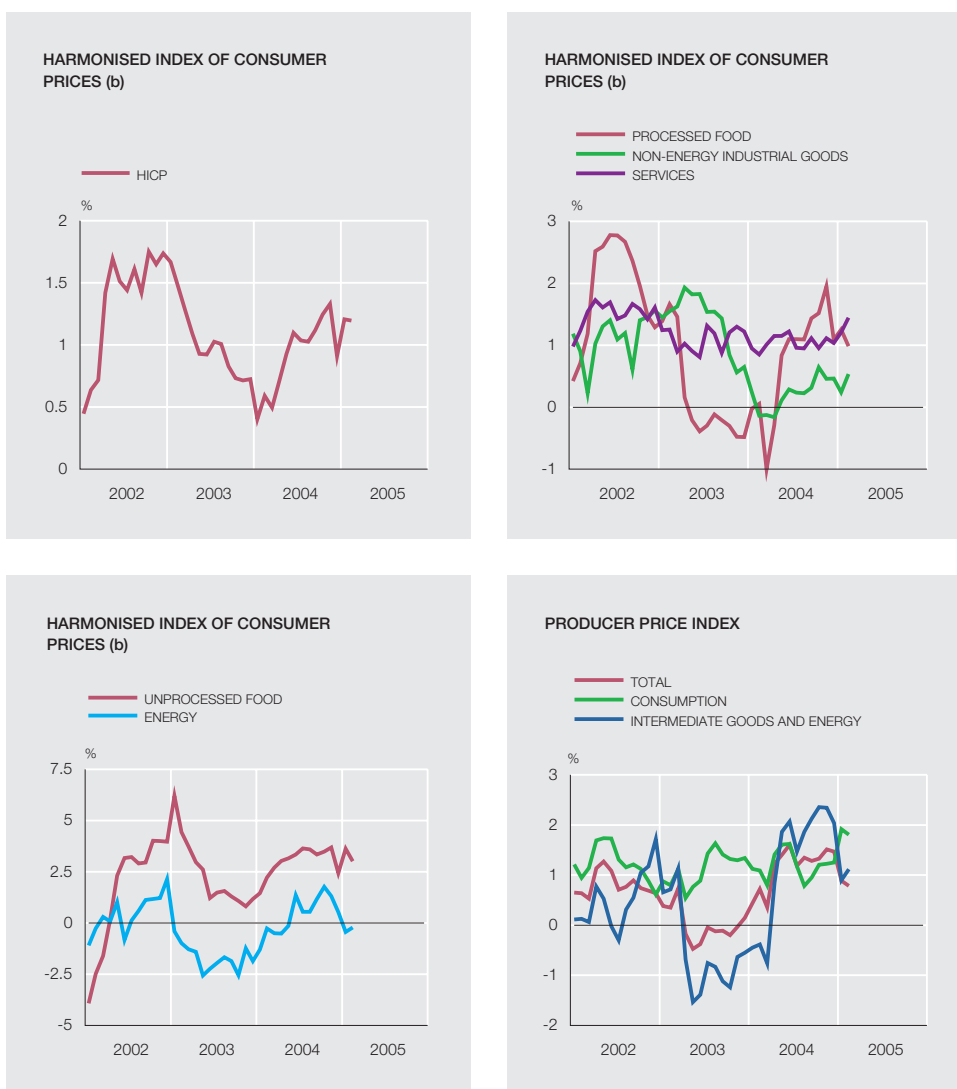 HARMONISED INDEX OF CONSUMER
PRICES (b)
HICP
%
2
1.5
1
0.5
0
2002 2003 2004 2005
HARMONISED INDEX OF CONSUMER
PRICES (b)
PROCESSED FOOD
NON-ENERGY INDUSTRIAL GOODS
SERVICES
%
3
2
1
0
-1
2002 2003 2004 2005
HARMONISED INDEX OF CONSUMER
PRICES (b)
UNPROCESSED FOOD
ENERGY
%
7.5
5
2.5
0
-2.5
-5
2002 2003 2004 2005
PRODUCER PRICE INDEX
TOTAL
CONSUMPTION
INTERMEDIATE GOODS AND ENERGY
%
3
2
1
0
-1
-2
2002 2003 2004 2005